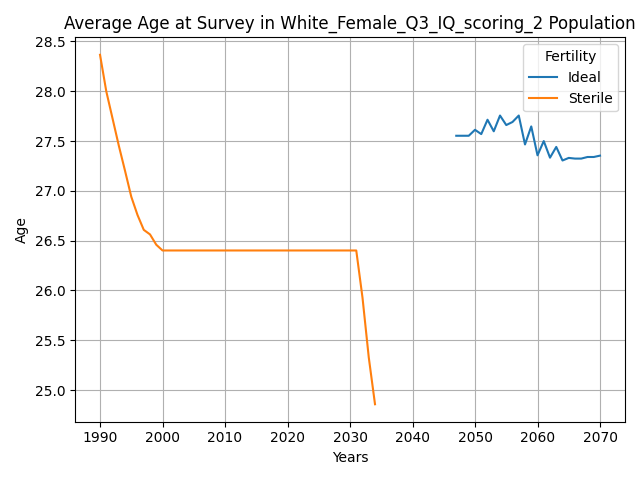 Average Age at Survey in White_Female_Q3_IQ_scoring_2 Population
28.5
28.0
27.5
27.0
26.5
26.0
25.5
25.0
Age
Fertility
Ideal
Sterile
1990 2000 2010 2020 2030 2040 2050 2060 2070
Years